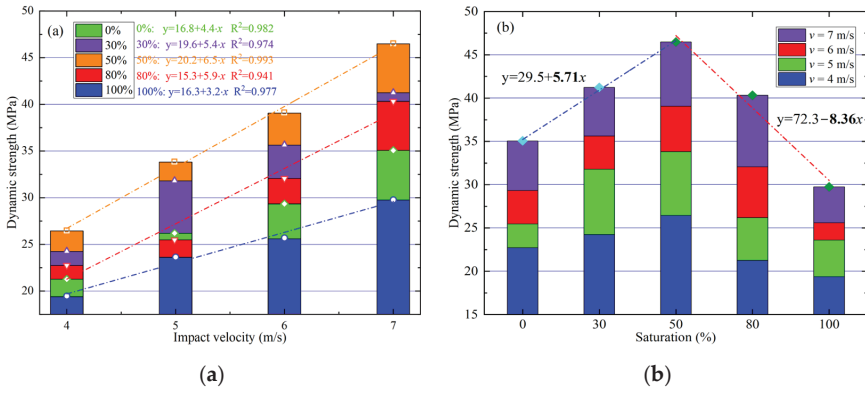 (a)
0% 0%: y=16.8+4.4·x R²=0.982
30% 30%: y=19.6+5.4·x R²=0.974
50% 50%: y=20.2+6.5·x R²=0.993
80% 80%: y=15.3+5.9·x R²=0.941
100% 100%: y=16.3+3.2·x R²=0.977
Dynamic strength (MPa)
50
45
40
35
30
25
20
4 5 6 7
Impact velocity (m/s)
(a)
(b)
v = 7 m/s
v = 6 m/s
v = 5 m/s
v = 4 m/s
y=29.5+5.71x
y=72.3−8.36x
Dynamic strength (MPa)
50
45
40
35
30
25
20
15
0 30 50 80 100
Saturation (%)
(b)